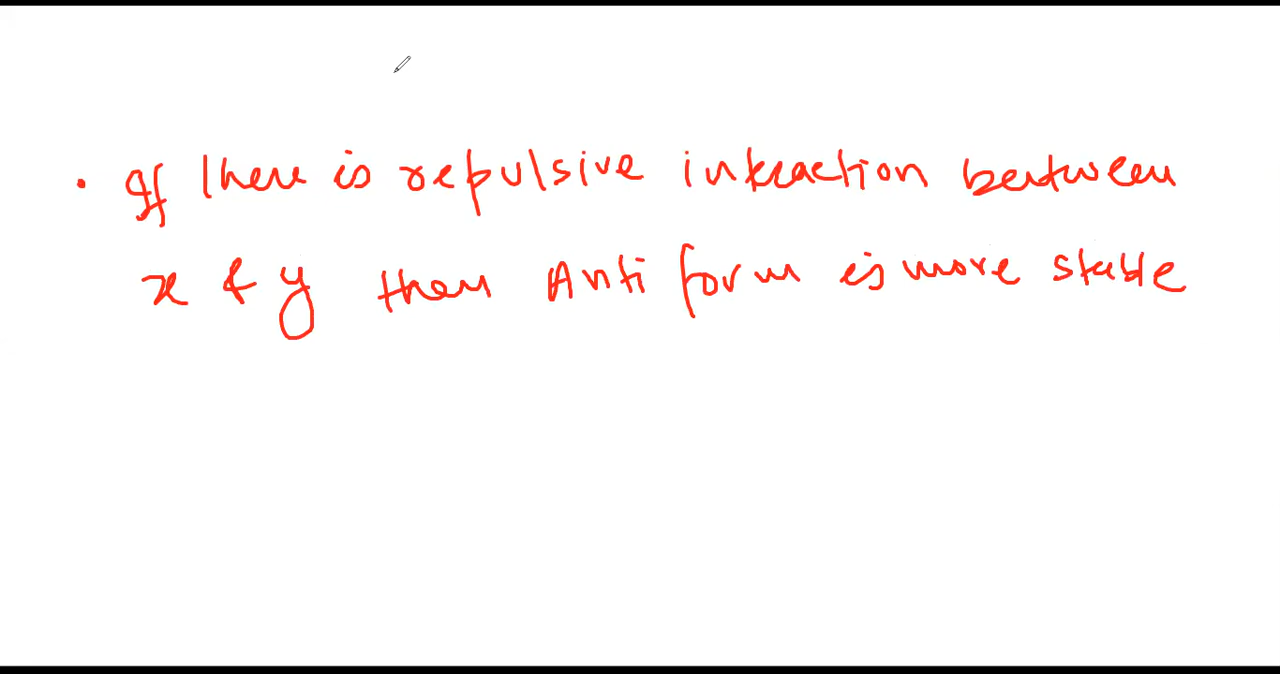 • If there is repulsive interaction between
x & y then Anti form is more stable